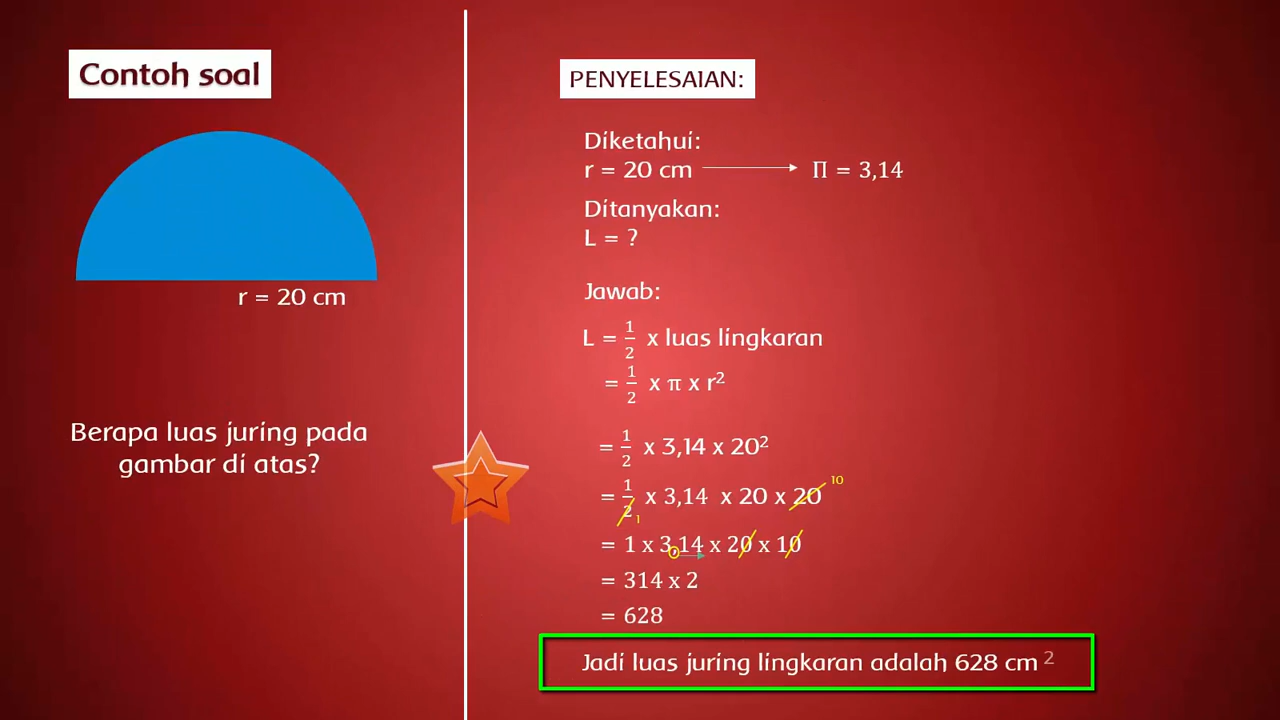 Contoh soal
r = 20 cm
Berapa luas juring pada
gambar di atas?
PENYELESAIAN:
Diketahui:
r = 20 cm → Π = 3,14
Ditanyakan:
L = ?
Jawab:
L = 1/2 x luas lingkaran
= 1/2 x π x r²
= 1/2 x 3,14 x 20²
= 1/2 1 x 3,14 x 20 x 20 10
= 1 x 3,14 x 20 x 10
= 314 x 2
= 628
Jadi luas juring lingkaran adalah 628 cm ²